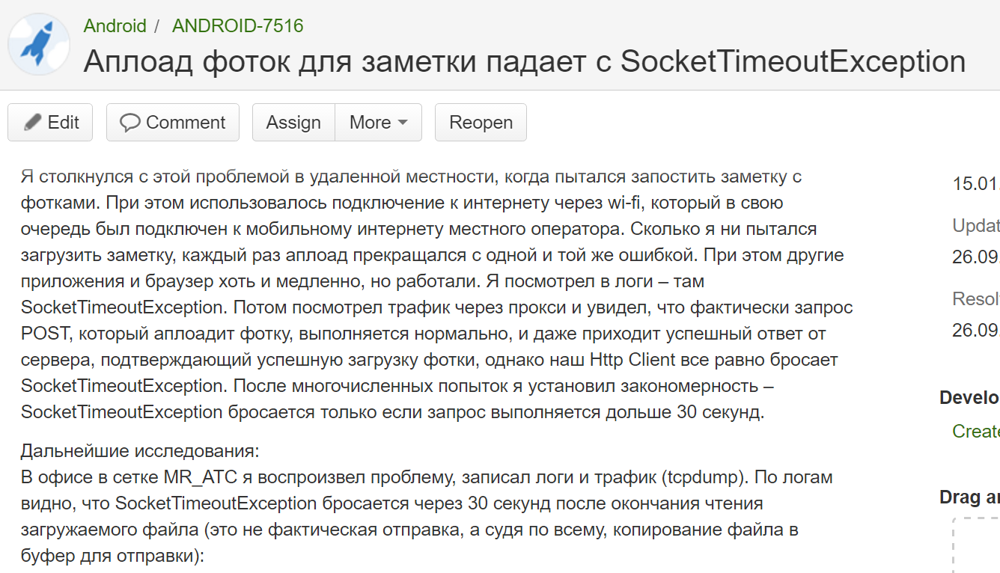 Android / ANDROID-7516
Аплоад фоток для заметки падает с SocketTimeoutException
Edit Comment Assign More Reopen
Я столкнулся с этой проблемой в удаленной местности, когда пытался запостить заметку с
фотками. При этом использовалось подключение к интернету через wi-fi, который в свою
очередь был подключен к мобильному интернету местного оператора. Сколько я ни пытался
загрузить заметку, каждый раз аплоад прекращался с одной и той же ошибкой. При этом другие
приложения и браузер хоть и медленно, но работали. Я посмотрел в логи – там
SocketTimeoutException. Потом посмотрел трафик через прокси и увидел, что фактически запрос
POST, который аплоадит фотку, выполняется нормально, и даже приходит успешный ответ от
сервера, подтверждающий успешную загрузку фотки, однако наш Http Client все равно бросает
SocketTimeoutException. После многочисленных попыток я установил закономерность –
SocketTimeoutException бросается только если запрос выполняется дольше 30 секунд.
Дальнейшие исследования:
В офисе в сетке MR_ATC я воспроизвел проблему, записал логи и трафик (tcpdump). По логам
видно, что SocketTimeoutException бросается через 30 секунд после окончания чтения
загружаемого файла (это не фактическая отправка, а судя по всему, копирование файла в
буфер для отправки):
15.01.
Updat
26.09.
Resol
26.09.
Develo
Create
Drag a